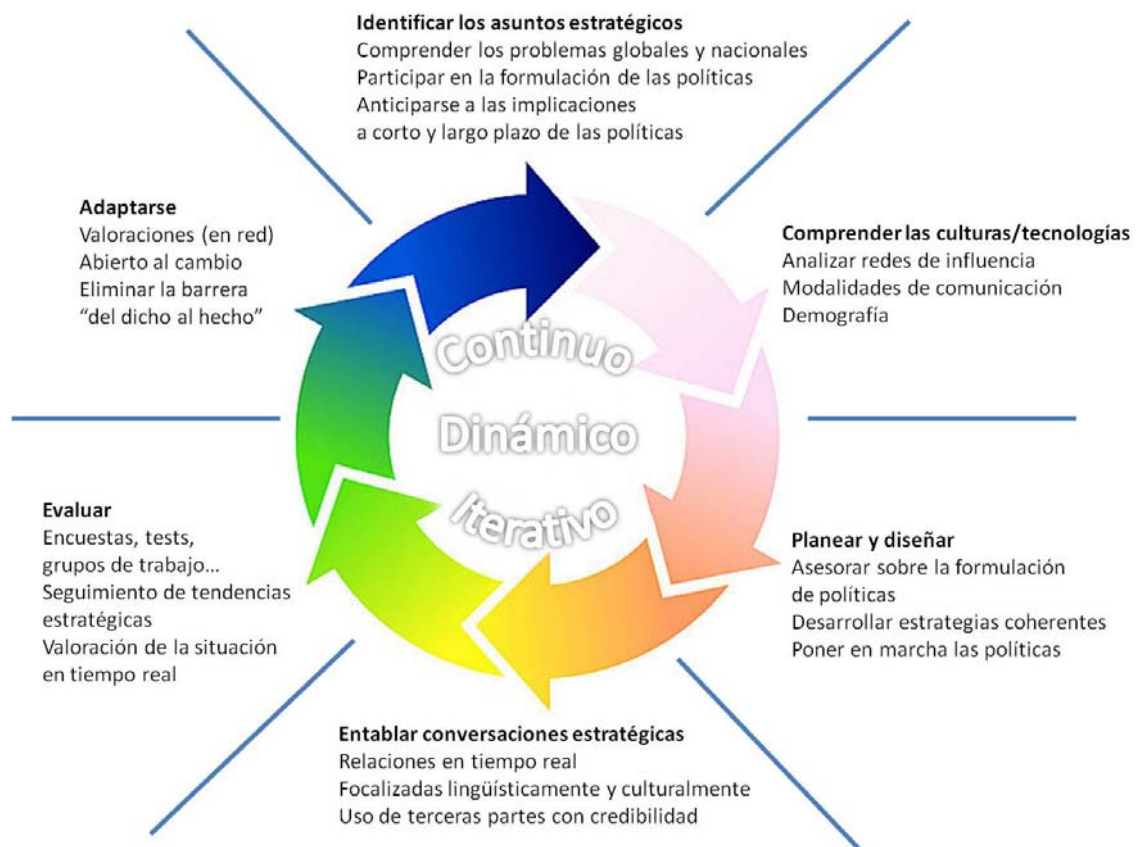 Identificar los asuntos estratégicos
Comprender los problemas globales y nacionales
Participar en la formulación de las políticas
Anticiparse a las implicaciones
a corto y largo plazo de las políticas
Comprender las culturas/tecnologías
Analizar redes de influencia
Modalidades de comunicación
Demografía
Planear y diseñar
Asesorar sobre la formulación
de políticas
Desarrollar estrategias coherentes
Poner en marcha las políticas
Entablar conversaciones estratégicas
Relaciones en tiempo real
Focalizadas lingüísticamente y culturalmente
Uso de terceras partes con credibilidad
Evaluar
Encuestas, tests,
grupos de trabajo...
Seguimiento de tendencias
estratégicas
Valoración de la situación
en tiempo real
Adaptarse
Valoraciones (en red)
Abierto al cambio
Eliminar la barrera
“del dicho al hecho”
Continuo
Dinámico
Iterativo